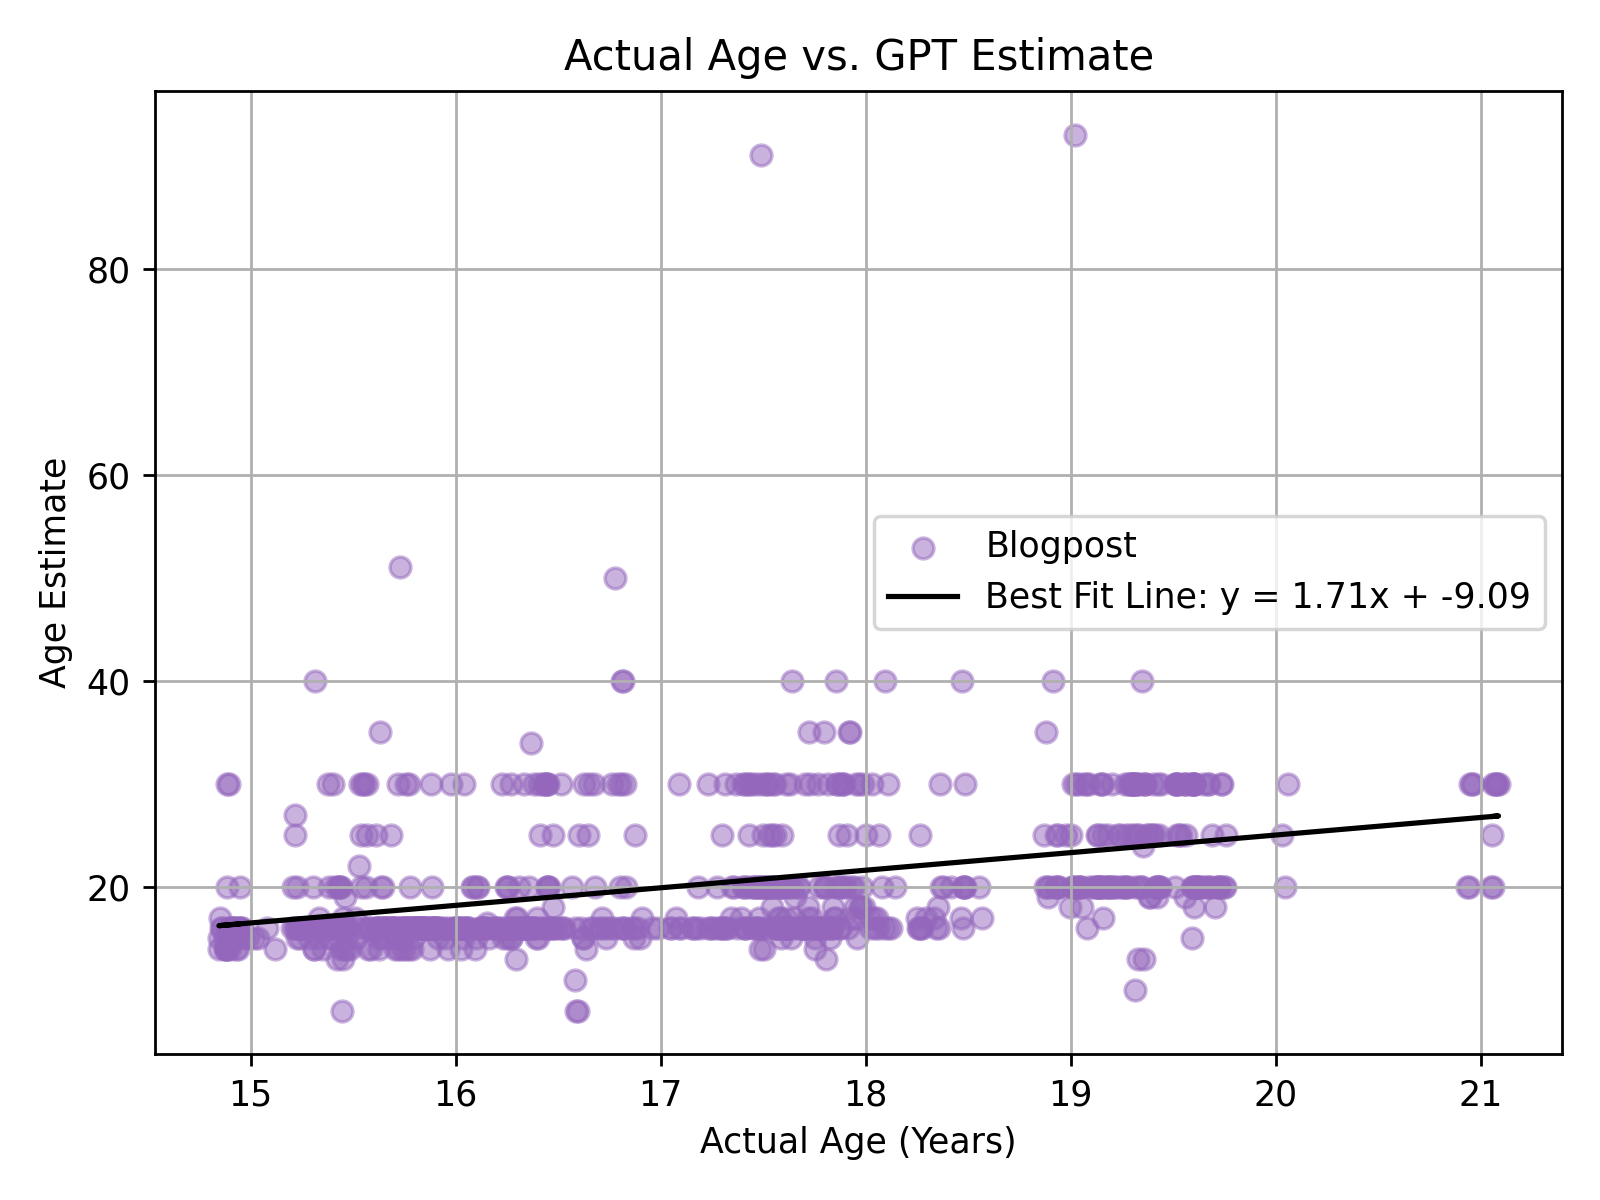 Actual Age vs. GPT Estimate
80
60
40
20
Age Estimate
Blogpost
Best Fit Line: y = 1.71x + -9.09
15 16 17 18 19 20 21
Actual Age (Years)